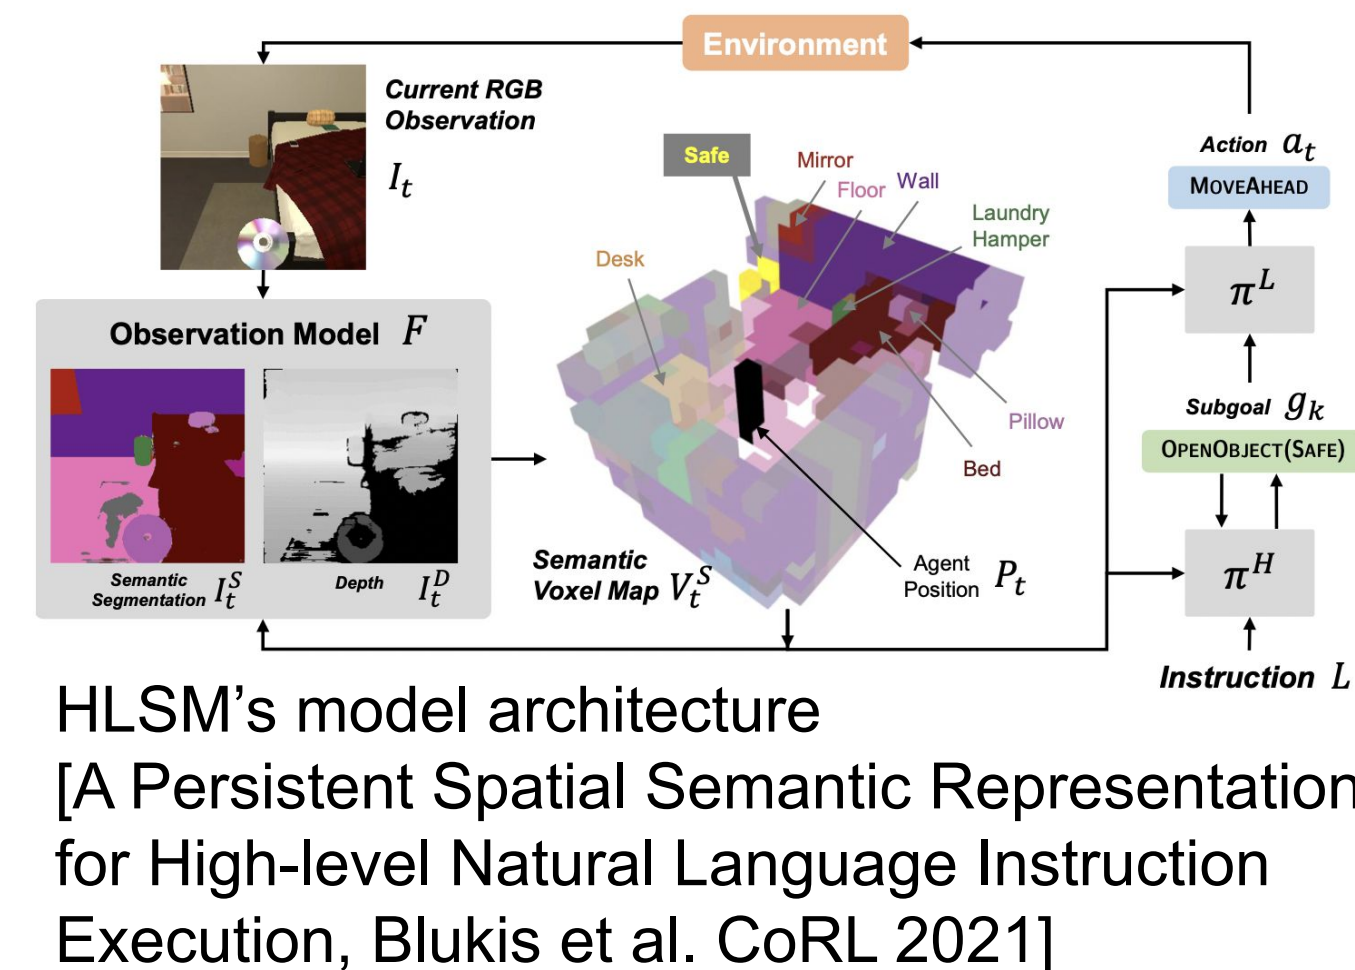 Environment
Current RGB
Observation
I_t
Safe
Mirror
Floor
Wall
Laundry
Hamper
Desk
Pillow
Bed
Action a_t
MOVEAHEAD
π^L
Subgoal g_k
OPENOBJECT(SAFE)
π^H
Instruction L
Observation Model F
Semantic
Segmentation I_t^S
Depth I_t^D
Semantic
Voxel Map V_t^S
Agent
Position P_t
HLSM’s model architecture
[A Persistent Spatial Semantic Representation
for High-level Natural Language Instruction
Execution, Blukis et al. CoRL 2021]